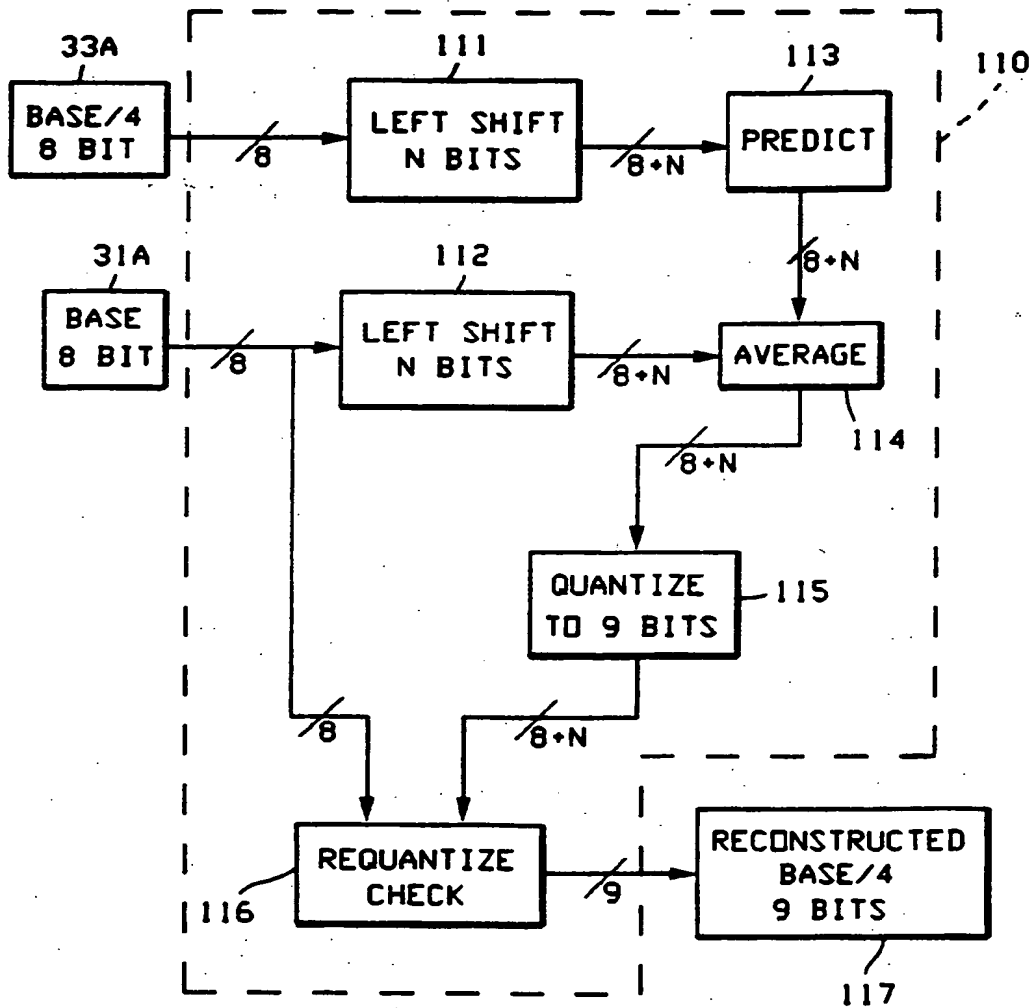 33A
BASE/4
8 BIT
8
111
LEFT SHIFT
N BITS
8+N
113
PREDICT
110
8+N
31A
BASE
8 BIT
8
112
LEFT SHIFT
N BITS
8+N
AVERAGE
114
8+N
QUANTIZE
TO 9 BITS
115
8
8+N
REQUANTIZE
CHECK
116
9
RECONSTRUCTED
BASE/4
9 BITS
117